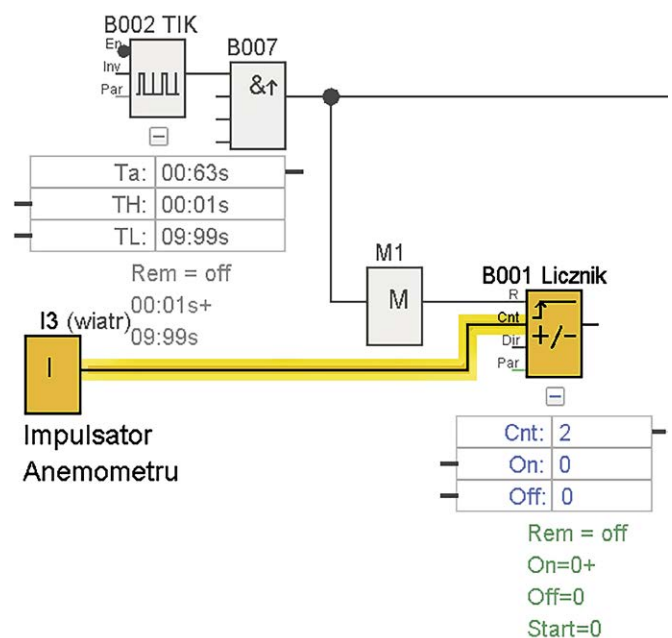 B002 TIK
En
Inv
Par
B007
&↑
Ta: 00:63s
TH: 00:01s
TL: 09:99s
Rem = off
00:01s+
09:99s
M1
M
B001 Licznik
R
Cnt
Dir
Par
+/-
I3 (wiatr)
I
Impulsator
Anemometru
Cnt: 2
On: 0
Off: 0
Rem = off
On=0+
Off=0
Start=0